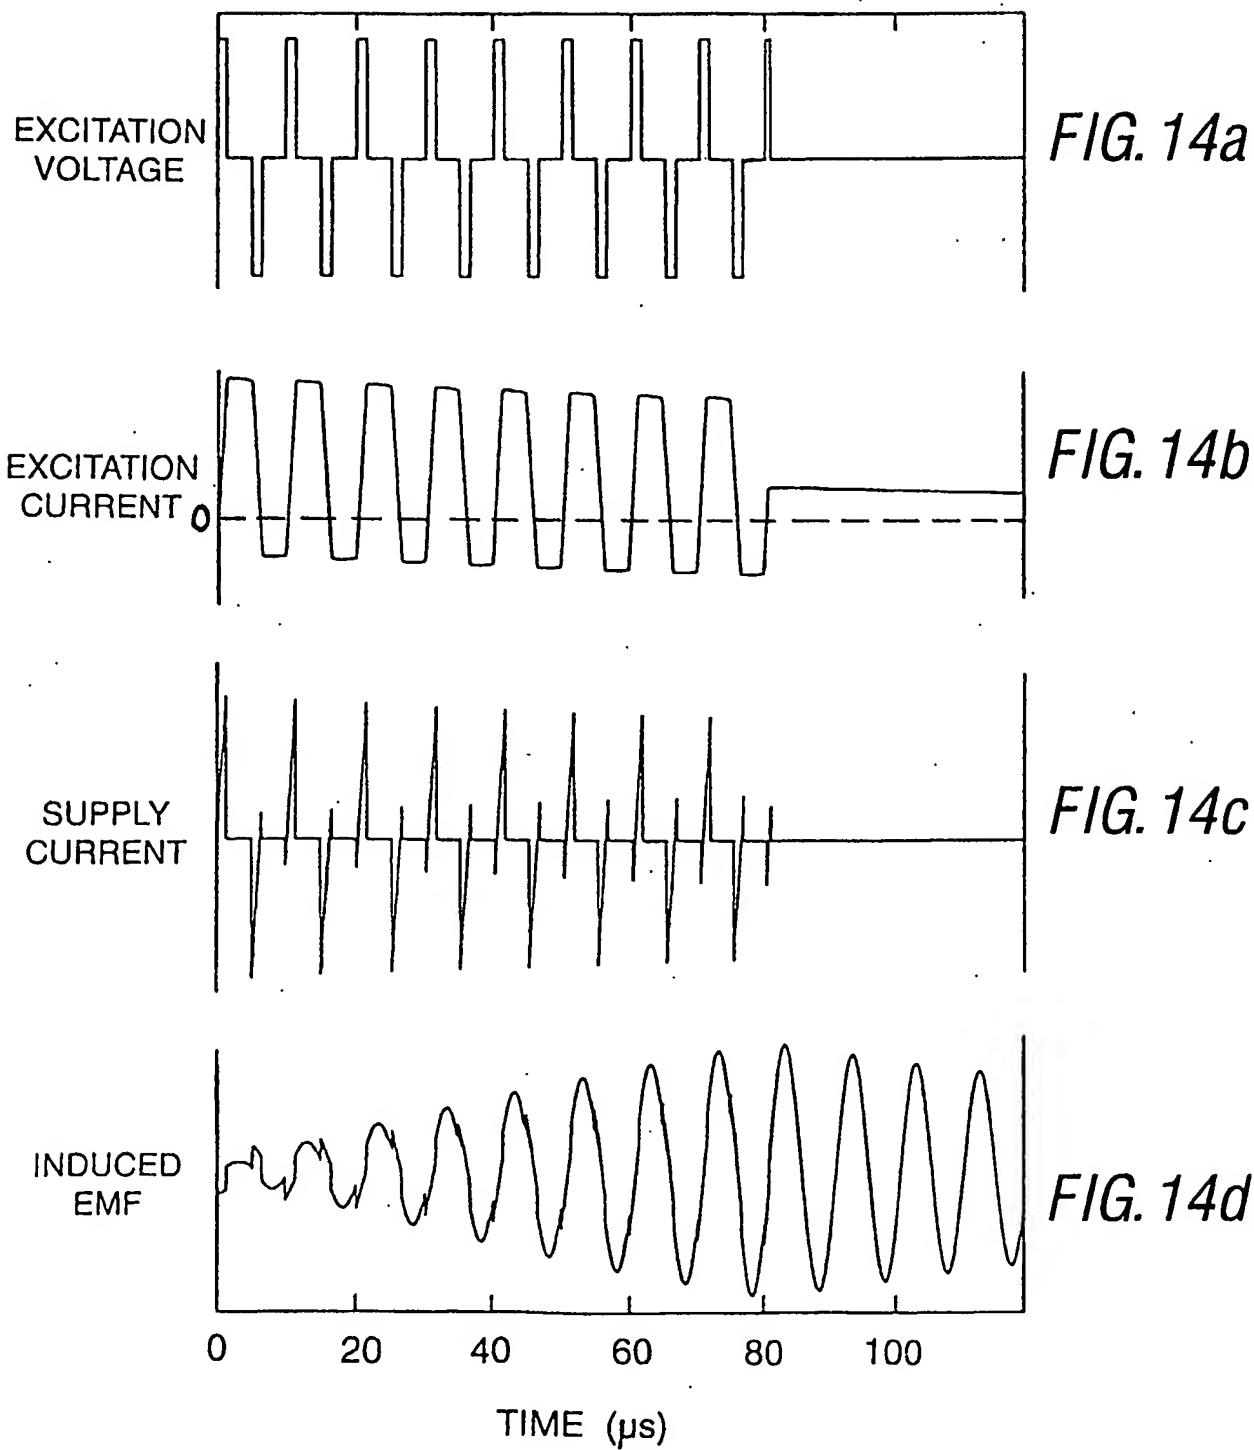 EXCITATION
VOLTAGE
FIG. 14a
EXCITATION
CURRENT 0
FIG. 14b
SUPPLY
CURRENT
FIG. 14c
INDUCED
EMF
FIG. 14d
0 20 40 60 80 100
TIME (µs)